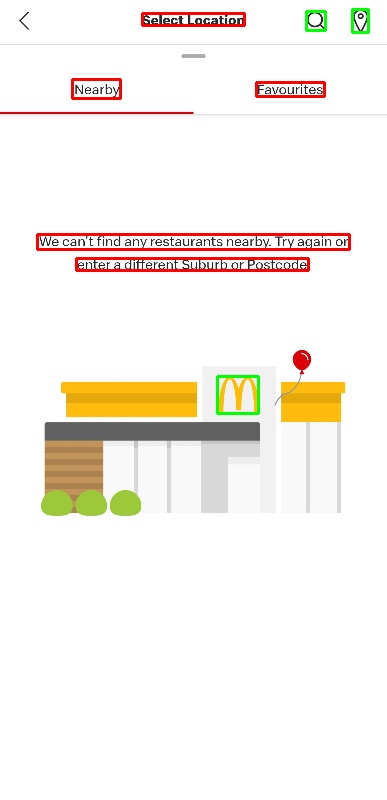 Select Location
Nearby
Favourites
We can't find any restaurants nearby. Try again or
enter a different Suburb or Postcode